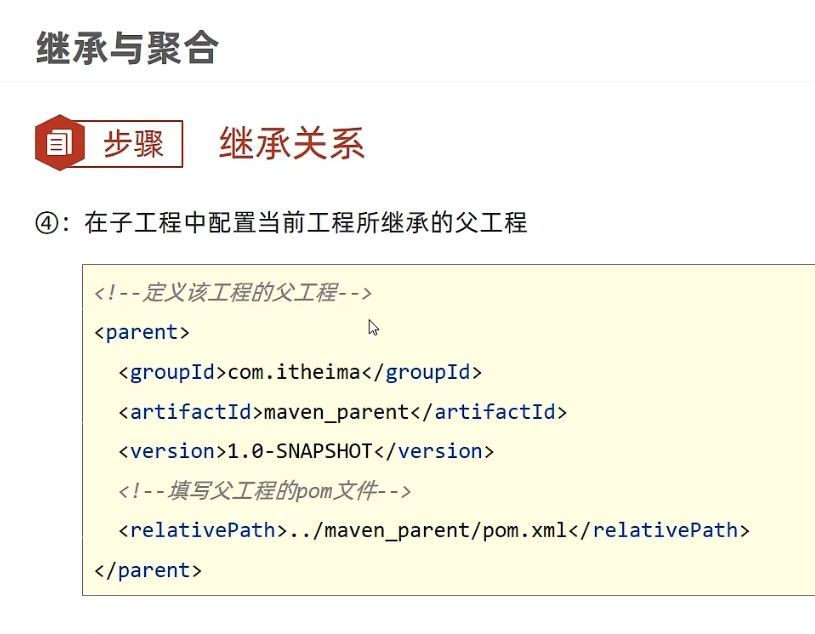 继承与聚合
步骤 继承关系
④：在子工程中配置当前工程所继承的父工程
<!--定义该工程的父工程-->
<parent>
<groupId>com.itheima</groupId>
<artifactId>maven_parent</artifactId>
<version>1.0-SNAPSHOT</version>
<!--填写父工程的pom文件-->
<relativePath>../maven_parent/pom.xml</relativePath>
</parent>